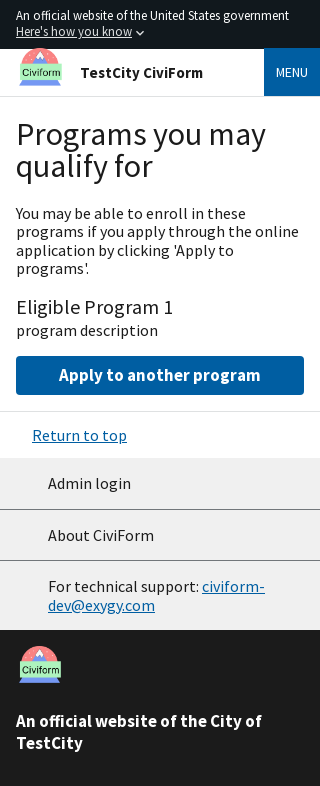 An official website of the United States government
Here's how you know
Civiform
TestCity CiviForm
MENU
Programs you may
qualify for
You may be able to enroll in these
programs if you apply through the online
application by clicking 'Apply to
programs'.
Eligible Program 1
program description
Apply to another program
Return to top
Admin login
About CiviForm
For technical support: civiform-
dev@exygy.com
Civiform
An official website of the City of
TestCity